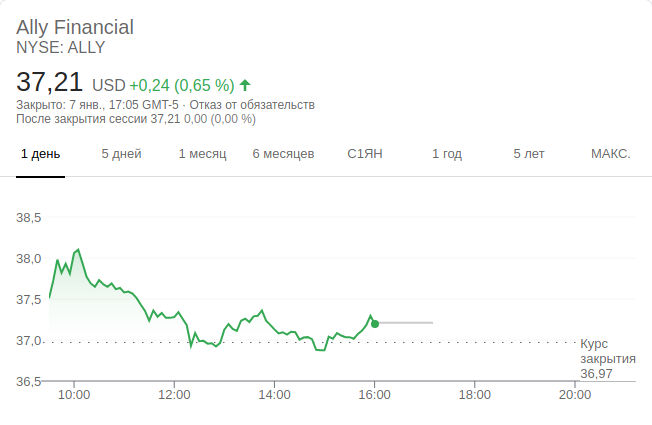 Ally Financial
NYSE: ALLY
37,21 USD +0,24 (0,65 %)
Закрыто: 7 янв., 17:05 GMT-5 · Отказ от обязательств
После закрытия сессии 37,21 0,00 (0,00 %)
1 день 5 дней 1 месяц 6 месяцев С1ЯН 1 год 5 лет МАКС.
38,5
38,0
37,5
37,0
36,5
Курс
закрытия
36,97
10:00 12:00 14:00 16:00 18:00 20:00